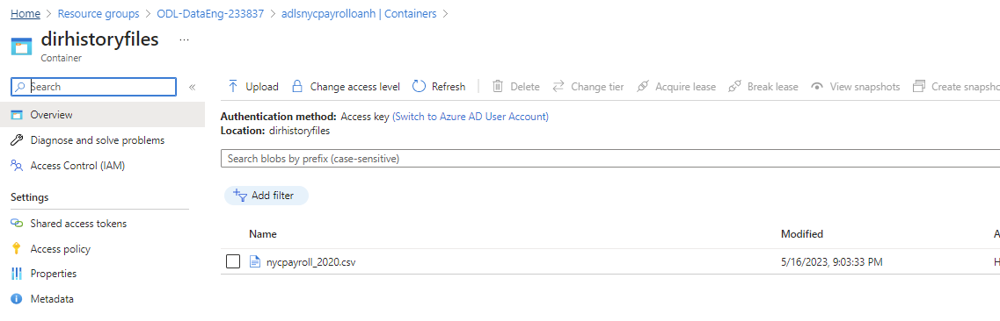 Home > Resource groups > ODL-DataEng-233837 > adlsnycpayrolloanh | Containers >
dirhistoryfiles ...
Container
Search «
Upload Change access level Refresh Delete Change tier Acquire lease Break lease View snapshots Create snapsho
Overview
Authentication method: Access key (Switch to Azure AD User Account)
Location: dirhistoryfiles
Diagnose and solve problems
Search blobs by prefix (case-sensitive)
Access Control (IAM)
Settings
Add filter
Shared access tokens
Name Modified A
Access policy
nycpayroll_2020.csv 5/16/2023, 9:03:33 PM H
Properties
Metadata